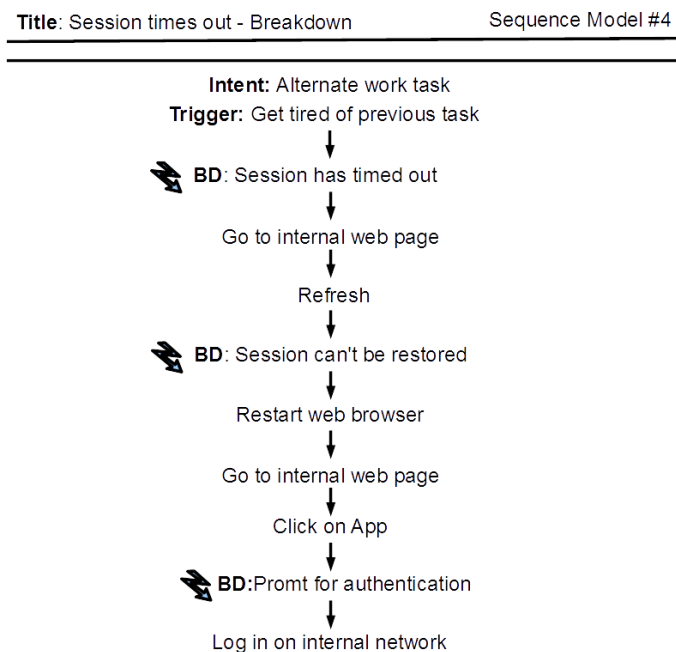 Title: Session times out - Breakdown Sequence Model #4
Intent: Alternate work task
Trigger: Get tired of previous task
BD: Session has timed out
Go to internal web page
Refresh
BD: Session can't be restored
Restart web browser
Go to internal web page
Click on App
BD:Promt for authentication
Log in on internal network